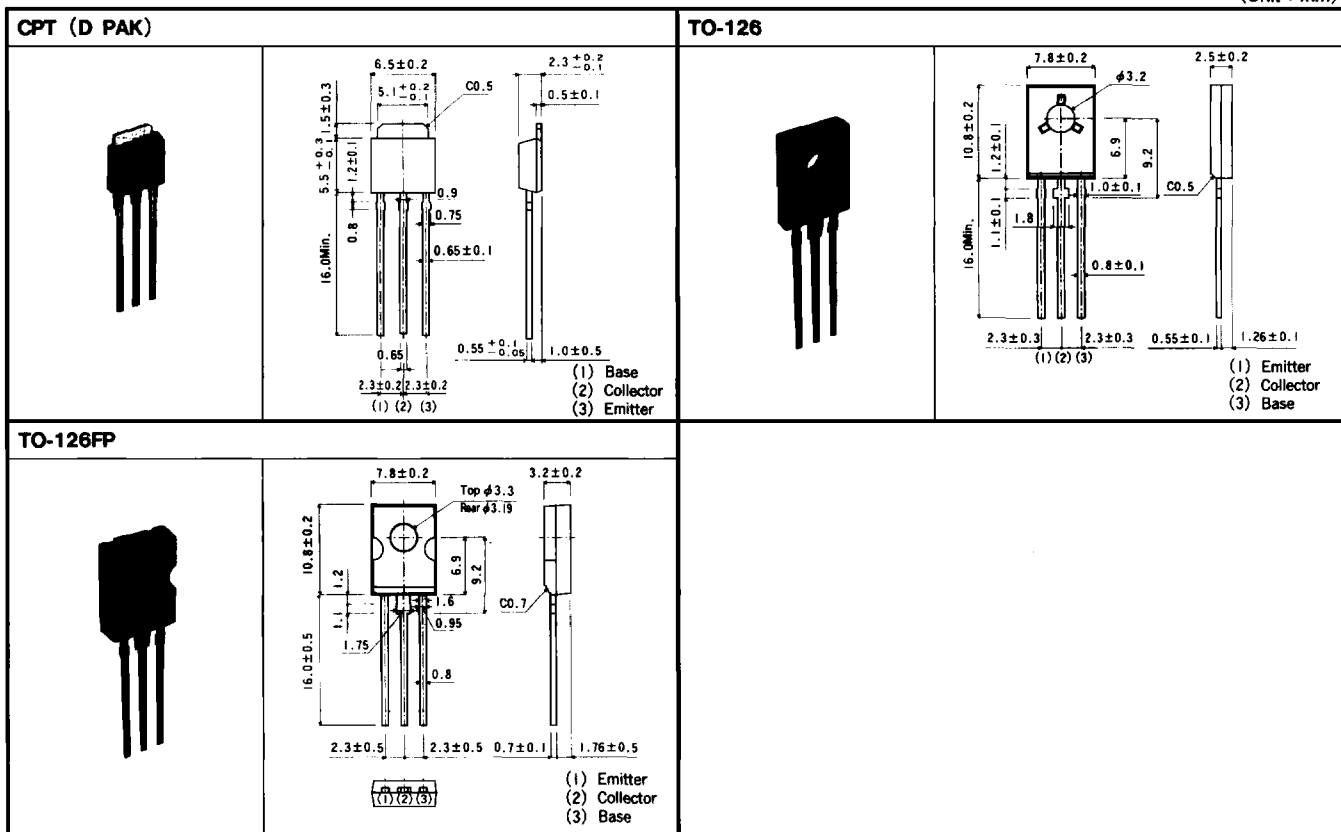 CPT (D PAK)
6.5±0.2
5.1 +0.2 -0.1
C0.5
2.3 +0.2 -0.1
0.5±0.1
1.5±0.3
5.5 +0.3 -0.1
1.2±0.1
0.8
16.0Min.
0.9
0.75
0.65±0.1
0.65
2.3±0.2
2.3±0.2
(1) (2) (3)
0.55 +0.1 -0.05
1.0±0.5
(1) Base
(2) Collector
(3) Emitter
TO-126
7.8±0.2
φ3.2
2.5±0.2
10.8±0.2
1.2±0.1
6.9
9.2
1.1±0.1
16.0Min.
1.0±0.1
1.8
C0.5
0.8±0.1
2.3±0.3
2.3±0.3
(1) (2) (3)
0.55±0.1
1.26±0.1
(1) Emitter
(2) Collector
(3) Base
TO-126FP
7.8±0.2
Top φ3.3
Rear φ3.19
3.2±0.2
10.8±0.2
1.2
6.9
9.2
1.1
16.0±0.5
1.6
0.95
1.75
0.8
C0.7
2.3±0.5
2.3±0.5
0.7±0.1
1.76±0.5
(1) (2) (3)
(1) Emitter
(2) Collector
(3) Base